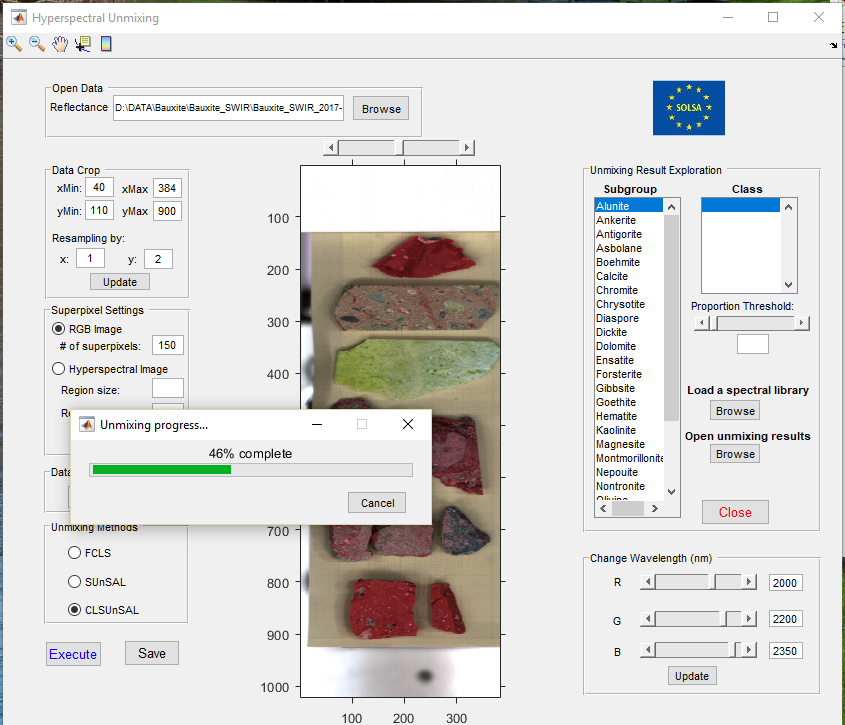 Hyperspectral Unmixing
Open Data
Reflectance D:\DATA\Bauxite\Bauxite_SWIR\Bauxite_SWIR_2017- Browse
SOLSA
Data Crop
xMin: 40 xMax 384
yMin: 110 yMax 900
Resampling by:
x: 1 y: 2
Update
Superpixel Settings
RGB Image
# of superpixels: 150
Hyperspectral Image
Region size:
Unmixing progress...
46% complete
Cancel
Data
Unmixing Methods
FCLS
SUnSAL
CLSUnSAL
Execute Save
100
200
300
400
700
800
900
1000
100 200 300
Unmixing Result Exploration
Subgroup Class
Alunite
Ankerite
Antigorite
Asbolane
Boehmite
Calcite
Chromite
Chrysotite
Diaspore
Dickite
Dolomite
Ensatite
Forsterite
Gibbsite
Goethite
Hematite
Kaolinite
Magnesite
Montmorillonite
Nepouite
Nontronite
Olivine
Proportion Threshold:
Load a spectral library
Browse
Open unmixing results
Browse
Close
Change Wavelength (nm)
R 2000
G 2200
B 2350
Update